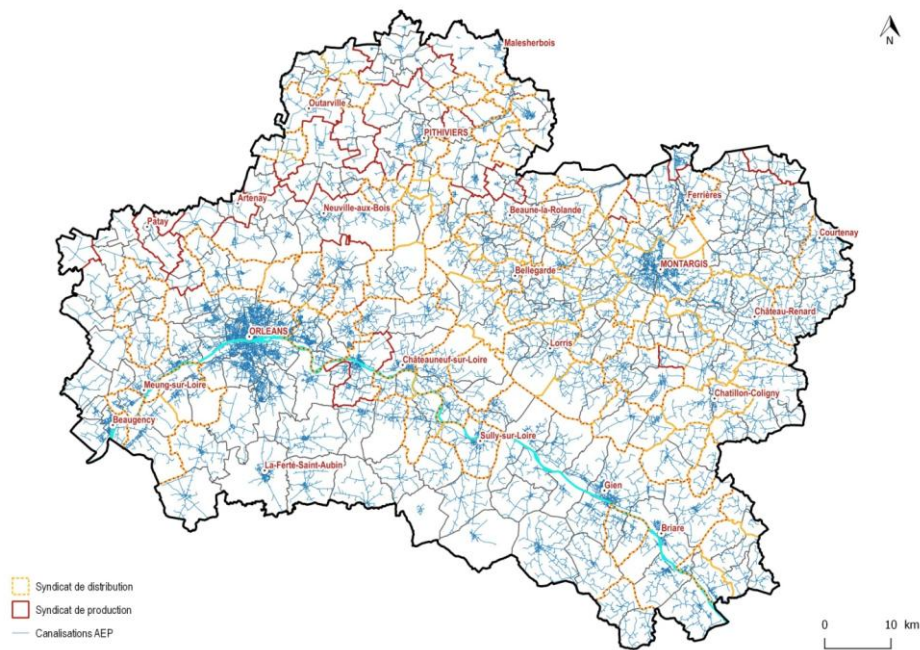 N
Malesherbois
Outarville
PITHIVIERS
Artenay
Neuville-aux-Bois
Beaune-la-Rolande
Ferrières
Patay
Courtenay
MONTARGIS
Bellegarde
Château-Renard
ORLEANS
Lorris
Châteauneuf-sur-Loire
Meung-sur-Loire
Chatillon-Coligny
Beaugency
Sully-sur-Loire
La-Ferté-Saint-Aubin
Gien
Briare
Syndicat de distribution
Syndicat de production
Canalisations AEP
0 10 km